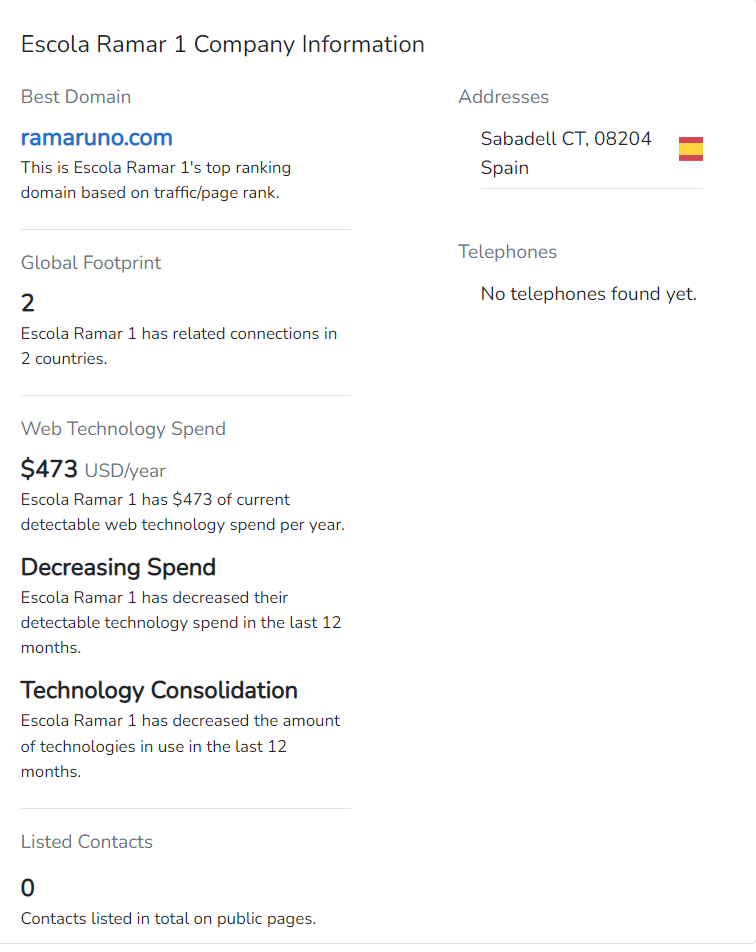 Escola Ramar 1 Company Information
Best Domain
ramaruno.com
This is Escola Ramar 1's top ranking
domain based on traffic/page rank.
Global Footprint
2
Escola Ramar 1 has related connections in
2 countries.
Web Technology Spend
$473 USD/year
Escola Ramar 1 has $473 of current
detectable web technology spend per year.
Decreasing Spend
Escola Ramar 1 has decreased their
detectable technology spend in the last 12
months.
Technology Consolidation
Escola Ramar 1 has decreased the amount
of technologies in use in the last 12
months.
Listed Contacts
0
Contacts listed in total on public pages.
Addresses
Sabadell CT, 08204
Spain
Telephones
No telephones found yet.